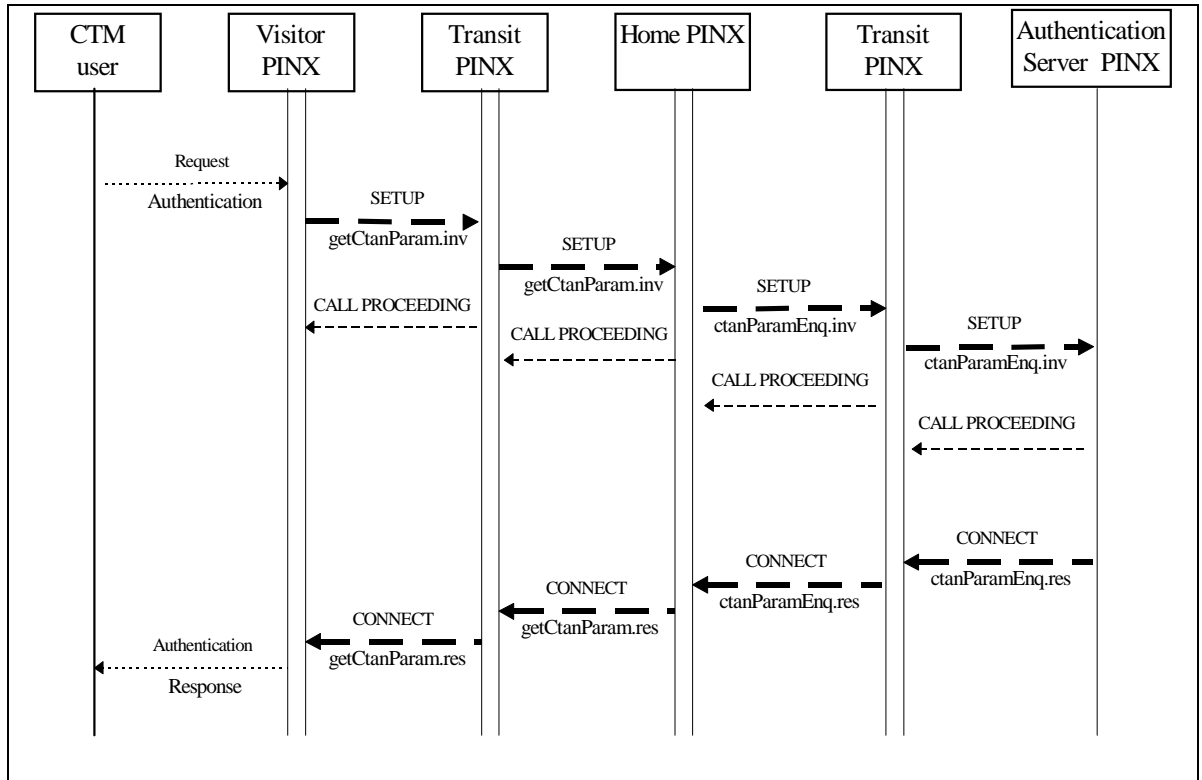 CTM
user
Visitor
PINX
Transit
PINX
Home PINX
Transit
PINX
Authentication
Server PINX
Request
Authentication
SETUP
getCtanParam.inv
SETUP
getCtanParam.inv
CALL PROCEEDING
SETUP
ctanParamEnq.inv
CALL PROCEEDING
SETUP
ctanParamEnq.inv
CALL PROCEEDING
CALL PROCEEDING
CONNECT
ctanParamEnq.res
CONNECT
ctanParamEnq.res
CONNECT
getCtanParam.res
CONNECT
getCtanParam.res
Authentication
Response